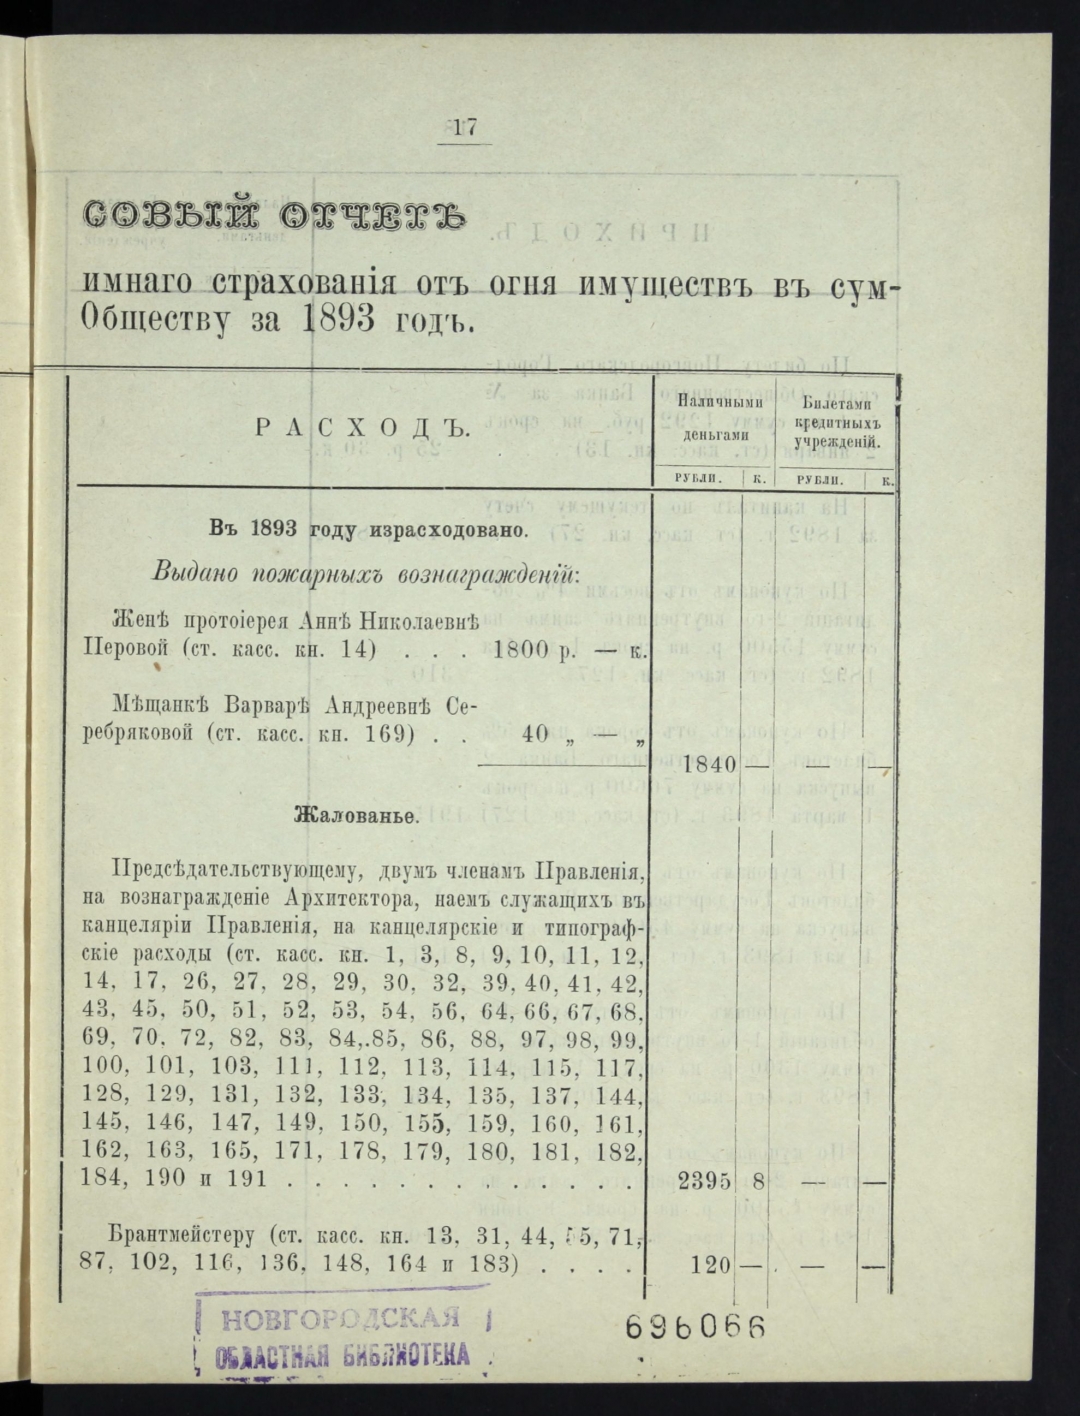 17
СОВЫЙ ОТЧЕТЪ
имнаго страхованія отъ огня имуществъ въ сум-
Обществу за 1893 годъ.
РАСХОДЪ.
Наличными деньгами
Билетами кредитныхъ учрежденій.
РУБЛИ. К. РУБЛИ. К.
Въ 1893 году израсходовано.
Выдано пожарныхъ вознагражденій:
Женѣ протоіерея Аннѣ Николаевнѣ
Перовой (ст. касс. кн. 14) . . . 1800 р. — к.
Мѣщанкѣ Варварѣ Андреевнѣ Се-
ребряковой (ст. касс. кн. 169) . . 40 „ — „
1840 — — —
Жалованье.
Предсѣдательствующему, двумъ членамъ Правленія,
на вознагражденіе Архитектора, наемъ служащихъ въ
канцеляріи Правленія, на канцелярскіе и типограф-
скіе расходы (ст. касс. кн. 1, 3, 8, 9, 10, 11, 12,
14, 17, 26, 27, 28, 29, 30, 32, 39, 40, 41, 42,
43, 45, 50, 51, 52, 53, 54, 56, 64, 66, 67, 68,
69, 70, 72, 82, 83, 84, 85, 86, 88, 97, 98, 99,
100, 101, 103, 111, 112, 113, 114, 115, 117,
128, 129, 131, 132, 133, 134, 135, 137, 144,
145, 146, 147, 149, 150, 155, 159, 160, 161,
162, 163, 165, 171, 178, 179, 180, 181, 182,
184, 190 и 191 . . . . . . . . . . . . . 2395 8 — —
Брантмейстеру (ст. касс. кн. 13, 31, 44, 55, 71,
87, 102, 116, 136, 148, 164 и 183) . . . . 120 — — —
НОВГОРОДСКАЯ
ОБЛАСТНАЯ БИБЛИОТЕКА
696066